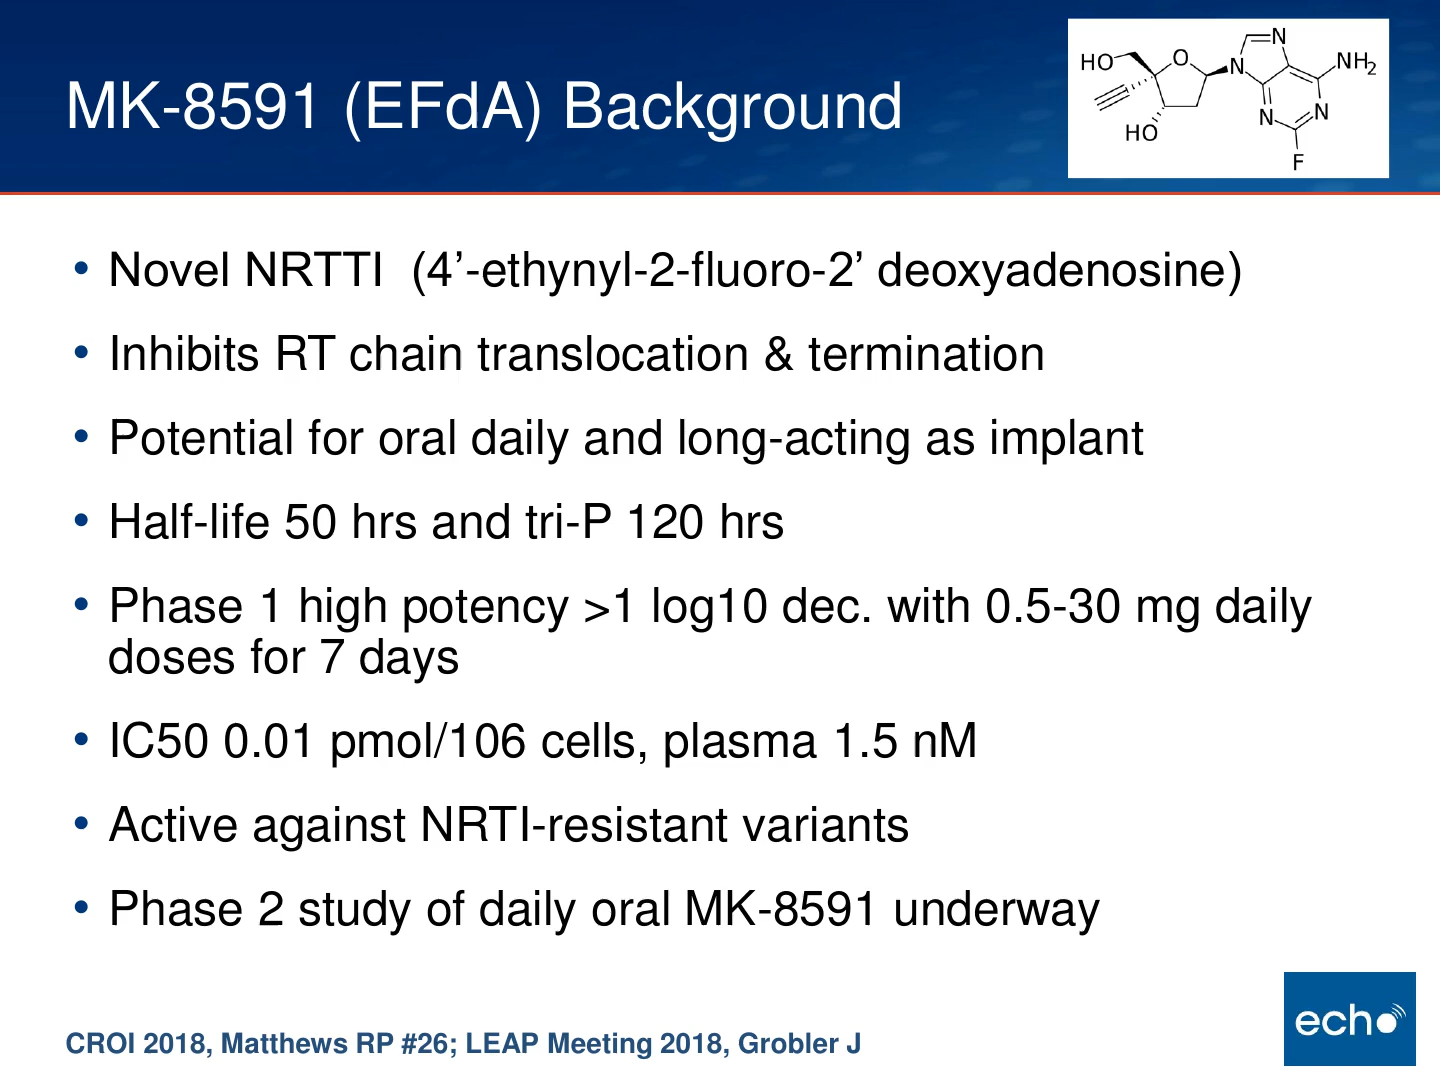 MK-8591 (EFdA) Background
HO
O
N
N
NH2
HO
N
N
F
• Novel NRTTI (4’-ethynyl-2-fluoro-2’ deoxyadenosine)
• Inhibits RT chain translocation & termination
• Potential for oral daily and long-acting as implant
• Half-life 50 hrs and tri-P 120 hrs
• Phase 1 high potency >1 log10 dec. with 0.5-30 mg daily
doses for 7 days
• IC50 0.01 pmol/106 cells, plasma 1.5 nM
• Active against NRTI-resistant variants
• Phase 2 study of daily oral MK-8591 underway
CROI 2018, Matthews RP #26; LEAP Meeting 2018, Grobler J
echo